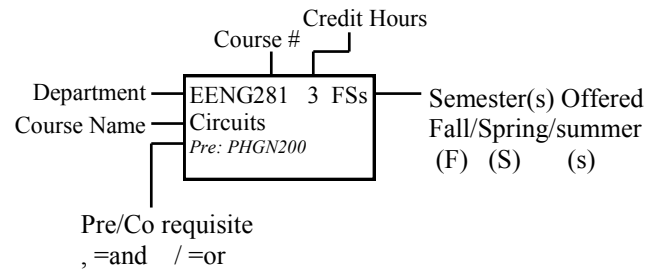 Credit Hours
Course #
Department
EENG281 3 FSs
Semester(s) Offered
Course Name
Circuits
Fall/Spring/summer
Pre: PHGN200
(F) (S) (s)
Pre/Co requisite
, =and / =or